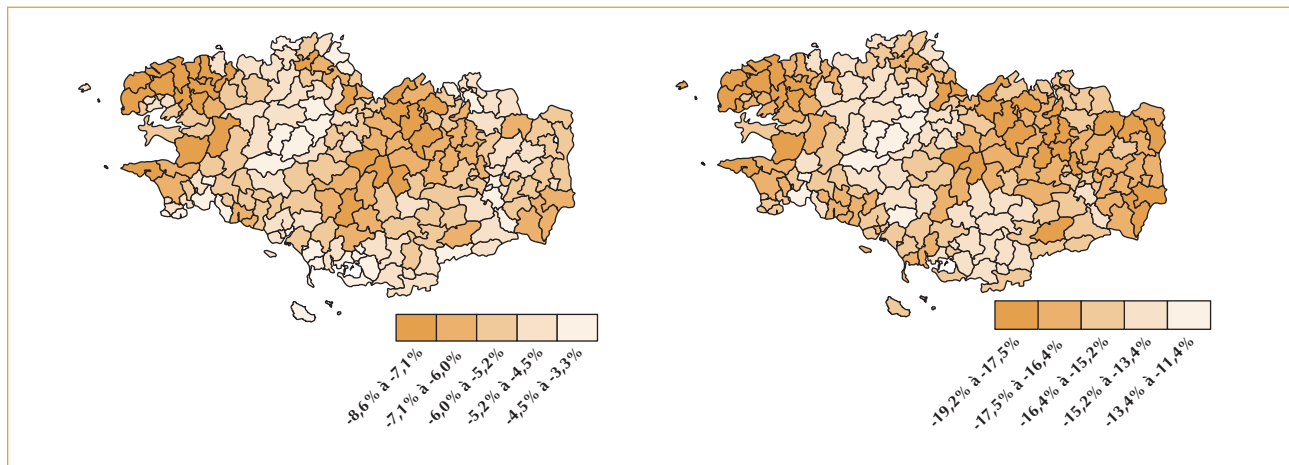 -8,6% à -7,1%
-7,1% à -6,0%
-6,0% à -5,2%
-5,2% à -4,5%
-4,5% à -3,3%
-19,2% à -17,5%
-17,5% à -16,4%
-16,4% à -15,2%
-15,2% à -13,4%
-13,4% à -11,4%